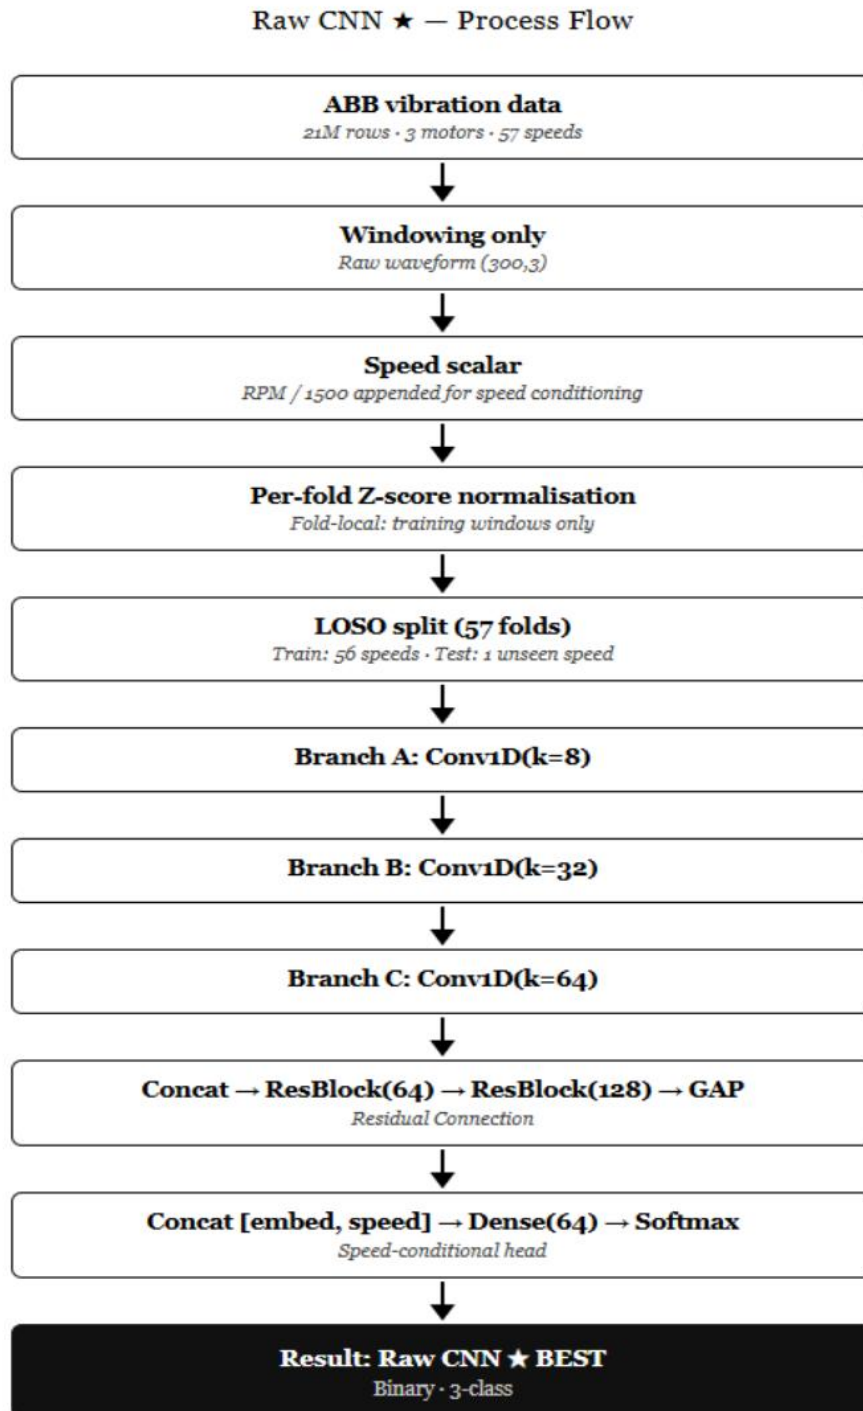 Raw CNN ★ — Process Flow
ABB vibration data
21M rows · 3 motors · 57 speeds
Windowing only
Raw waveform (300,3)
Speed scalar
RPM / 1500 appended for speed conditioning
Per-fold Z-score normalisation
Fold-local: training windows only
LOSO split (57 folds)
Train: 56 speeds · Test: 1 unseen speed
Branch A: Conv1D(k=8)
Branch B: Conv1D(k=32)
Branch C: Conv1D(k=64)
Concat → ResBlock(64) → ResBlock(128) → GAP
Residual Connection
Concat [embed, speed] → Dense(64) → Softmax
Speed-conditional head
Result: Raw CNN ★ BEST
Binary · 3-class